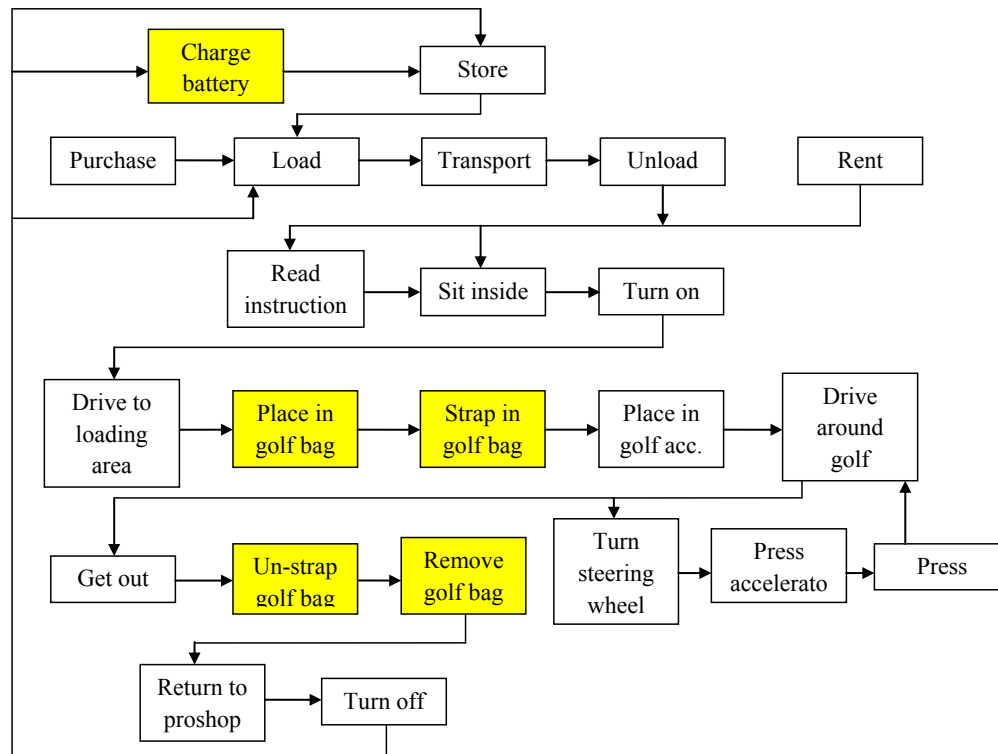 Charge
battery
Store
Purchase
Load
Transport
Unload
Rent
Read
instruction
Sit inside
Turn on
Drive to
loading
area
Place in
golf bag
Strap in
golf bag
Place in
golf acc.
Drive
around
golf
Get out
Un-strap
golf bag
Remove
golf bag
Turn
steering
wheel
Press
accelerato
Press
Return to
proshop
Turn off